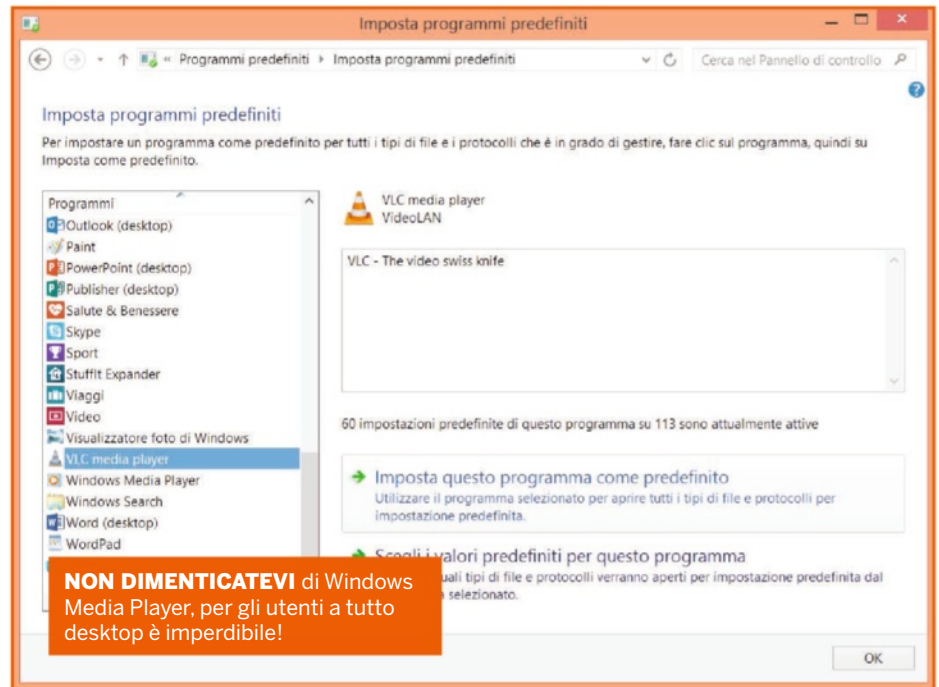 Imposta programmi predefiniti
« Programmi predefiniti ▸ Imposta programmi predefiniti
Cerca nel Pannello di controllo
Imposta programmi predefiniti
Per impostare un programma come predefinito per tutti i tipi di file e i protocolli che è in grado di gestire, fare clic sul programma, quindi su
Imposta come predefinito.
Programmi
Outlook (desktop)
Paint
PowerPoint (desktop)
Publisher (desktop)
Salute & Benessere
Skype
Sport
StuffIt Expander
Viaggi
Video
Visualizzatore foto di Windows
VLC media player
Windows Media Player
Windows Search
Word (desktop)
WordPad
VLC media player
VideoLAN
VLC - The video swiss knife
60 impostazioni predefinite di questo programma su 113 sono attualmente attive
Imposta questo programma come predefinito
Utilizzare il programma selezionato per aprire tutti i tipi di file e protocolli per
impostazione predefinita.
Scegli i valori predefiniti per questo programma
uali tipi di file e protocolli verranno aperti per impostazione predefinita dal
selezionato.
NON DIMENTICATEVI di Windows
Media Player, per gli utenti a tutto
desktop è imperdibile!
OK